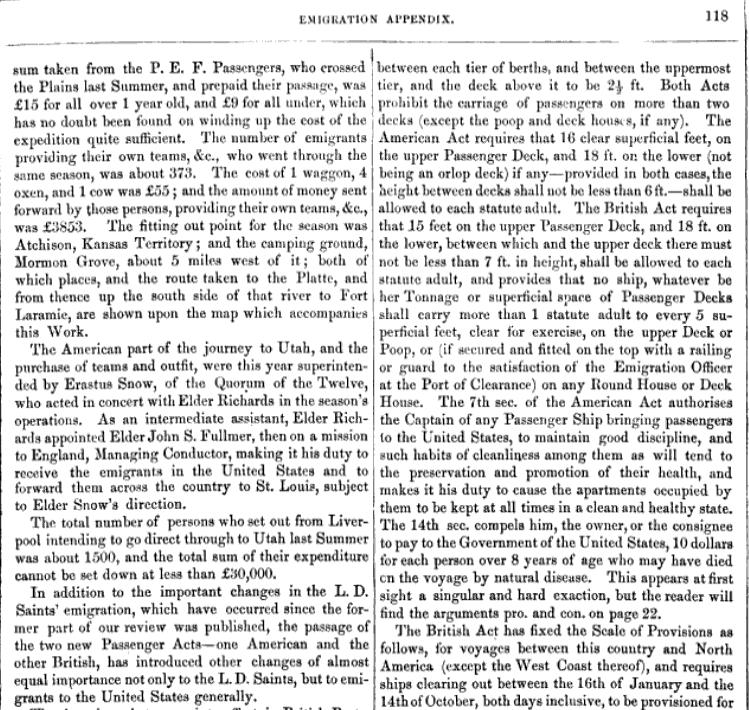 EMIGRATION APPENDIX.
118
sum taken from the P. E. F. Passengers, who crossed
the Plains last Summer, and prepaid their passage, was
£15 for all over 1 year old, and £9 for all under, which
has no doubt been found on winding up the cost of the
expedition quite sufficient. The number of emigrants
providing their own teams, &c., who went through the
same season, was about 373. The cost of 1 waggon, 4
oxen, and 1 cow was £55; and the amount of money sent
forward by those persons, providing their own teams, &c.,
was £3853. The fitting out point for the season was
Atchison, Kansas Territory; and the camping ground,
Mormon Grove, about 5 miles west of it; both of
which places, and the route taken to the Platte, and
from thence up the south side of that river to Fort
Laramie, are shown upon the map which accompanies
this Work.
The American part of the journey to Utah, and the
purchase of teams and outfit, were this year superinten-
ded by Erastus Snow, of the Quorum of the Twelve,
who acted in concert with Elder Richards in the season's
operations. As an intermediate assistant, Elder Rich-
ards appointed Elder John S. Fullmer, then on a mission
to England, Managing Conductor, making it his duty to
receive the emigrants in the United States and to
forward them across the country to St. Louis, subject
to Elder Snow's direction.
The total number of persons who set out from Liver-
pool intending to go direct through to Utah last Summer
was about 1500, and the total sum of their expenditure
cannot be set down at less than £30,000.
In addition to the important changes in the L. D.
Saints' emigration, which have occurred since the for-
mer part of our review was published, the passage of
the two new Passenger Acts—one American and the
other British, has introduced other changes of almost
equal importance not only to the L. D. Saints, but to emi-
grants to the United States generally.
between each tier of berths, and between the uppermost
tier, and the deck above it to be 2½ ft. Both Acts
prohibit the carriage of passengers on more than two
decks (except the poop and deck houses, if any). The
American Act requires that 16 clear superficial feet, on
the upper Passenger Deck, and 18 ft. on the lower (not
being an orlop deck) if any—provided in both cases, the
height between decks shall not be less than 6 ft.—shall be
allowed to each statute adult. The British Act requires
that 15 feet on the upper Passenger Deck, and 18 ft. on
the lower, between which and the upper deck there must
not be less than 7 ft. in height, shall be allowed to each
statute adult, and provides that no ship, whatever be
her Tonnage or superficial space of Passenger Decks
shall carry more than 1 statute adult to every 5 su-
perficial feet, clear for exercise, on the upper Deck or
Poop, or (if secured and fitted on the top with a railing
or guard to the satisfaction of the Emigration Officer
at the Port of Clearance) on any Round House or Deck
House. The 7th sec. of the American Act authorises
the Captain of any Passenger Ship bringing passengers
to the United States, to maintain good discipline, and
such habits of cleanliness among them as will tend to
the preservation and promotion of their health, and
makes it his duty to cause the apartments occupied by
them to be kept at all times in a clean and healthy state.
The 14th sec. compels him, the owner, or the consignee
to pay to the Government of the United States, 10 dollars
for each person over 8 years of age who may have died
on the voyage by natural disease. This appears at first
sight a singular and hard exaction, but the reader will
find the arguments pro. and con. on page 22.
The British Act has fixed the Scale of Provisions as
follows, for voyages between this country and North
America (except the West Coast thereof), and requires
ships clearing out between the 16th of January and the
14th of October, both days inclusive, to be provisioned for